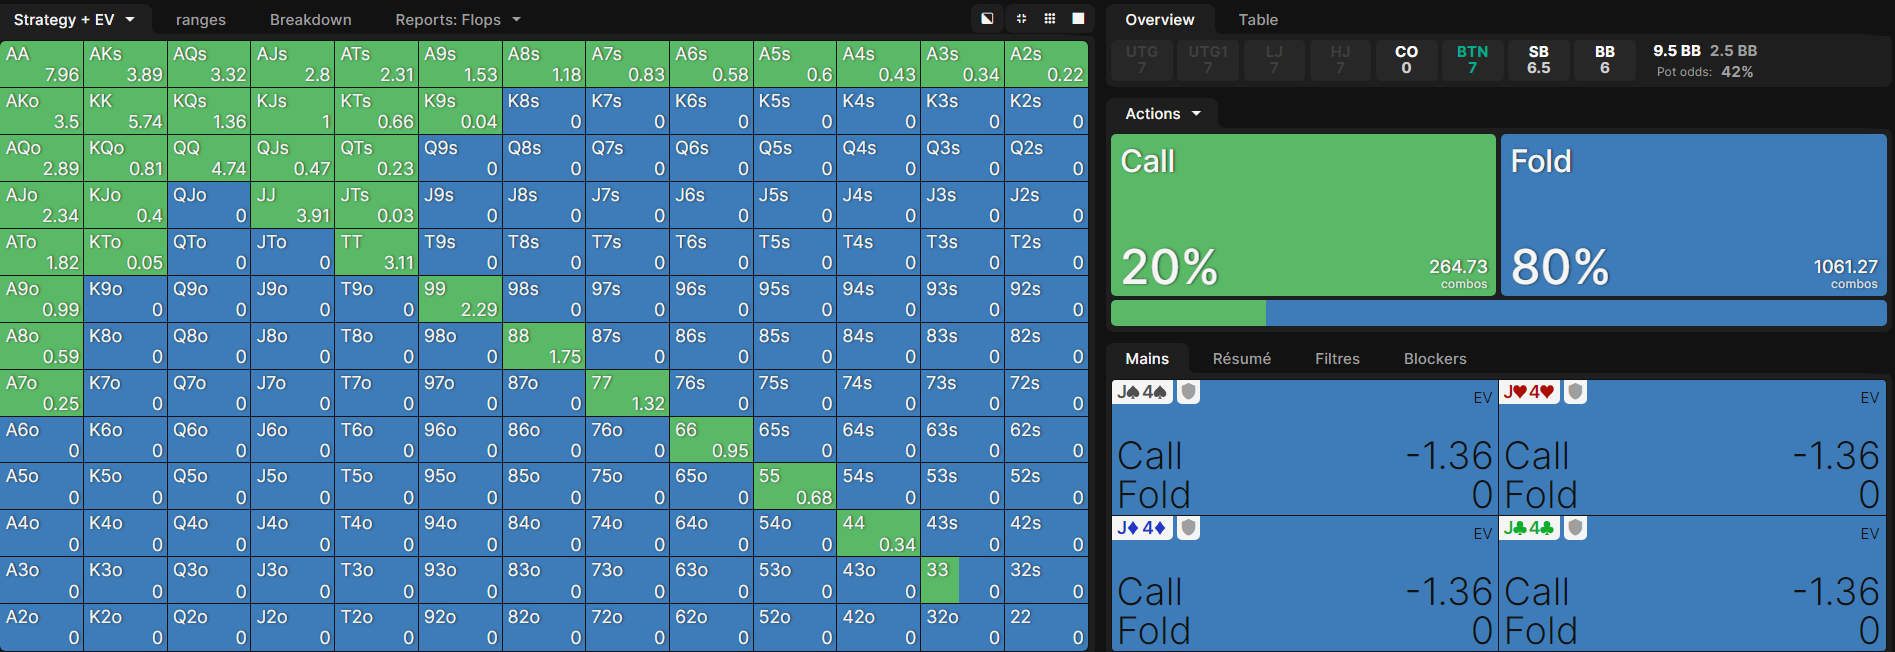 Strategy + EV ranges Breakdown Reports: Flops
AA AKs AQs AJs ATs A9s A8s A7s A6s A5s A4s A3s A2s
7.96 3.89 3.32 2.8 2.31 1.53 1.18 0.83 0.58 0.6 0.43 0.34 0.22
AKo KK KQs KJs KTs K9s K8s K7s K6s K5s K4s K3s K2s
3.5 5.74 1.36 1 0.66 0.04 0 0 0 0 0 0 0
AQo KQo QQ QJs QTs Q9s Q8s Q7s Q6s Q5s Q4s Q3s Q2s
2.89 0.81 4.74 0.47 0.23 0 0 0 0 0 0 0 0
AJo KJo QJo JJ JTs J9s J8s J7s J6s J5s J4s J3s J2s
2.34 0.4 0 3.91 0.03 0 0 0 0 0 0 0 0
ATo KTo QTo JTo TT T9s T8s T7s T6s T5s T4s T3s T2s
1.82 0.05 0 0 3.11 0 0 0 0 0 0 0 0
A9o K9o Q9o J9o T9o 99 98s 97s 96s 95s 94s 93s 92s
0.99 0 0 0 0 2.29 0 0 0 0 0 0 0
A8o K8o Q8o J8o T8o 98o 88 87s 86s 85s 84s 83s 82s
0.59 0 0 0 0 0 1.75 0 0 0 0 0 0
A7o K7o Q7o J7o T7o 97o 87o 77 76s 75s 74s 73s 72s
0.25 0 0 0 0 0 0 1.32 0 0 0 0 0
A6o K6o Q6o J6o T6o 96o 86o 76o 66 65s 64s 63s 62s
0 0 0 0 0 0 0 0 0.95 0 0 0 0
A5o K5o Q5o J5o T5o 95o 85o 75o 65o 55 54s 53s 52s
0 0 0 0 0 0 0 0 0 0.68 0 0 0
A4o K4o Q4o J4o T4o 94o 84o 74o 64o 54o 44 43s 42s
0 0 0 0 0 0 0 0 0 0 0.34 0 0
A3o K3o Q3o J3o T3o 93o 83o 73o 63o 53o 43o 33 32s
0 0 0 0 0 0 0 0 0 0 0 0
A2o K2o Q2o J2o T2o 92o 82o 72o 62o 52o 42o 32o 22
0 0 0 0 0 0 0 0 0 0 0 0 0
Overview Table
UTG UTG1 LJ HJ CO BTN SB BB 9.5 BB 2.5 BB
7 7 7 7 0 7 6.5 6 Pot odds: 42%
Actions
Call Fold
20% 264.73 combos 80% 1061.27 combos
Mains Résumé Filtres Blockers
J♠4♠ EV J♥4♥ EV
Call -1.36 Call -1.36
Fold 0 Fold 0
J♦4♦ EV J♣4♣ EV
Call -1.36 Call -1.36
Fold 0 Fold 0